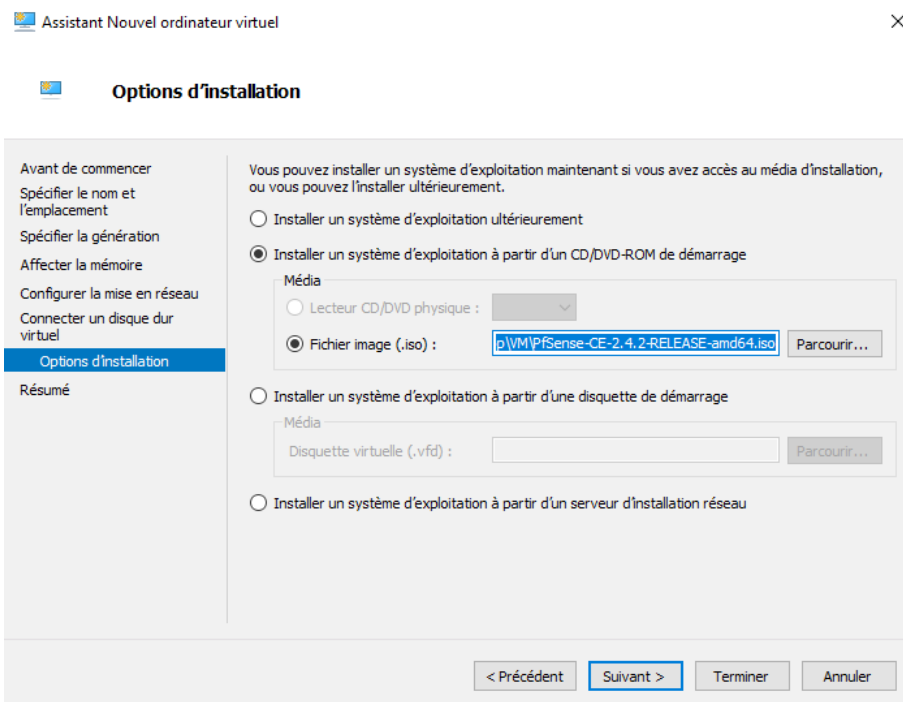 Assistant Nouvel ordinateur virtuel
Options d'installation
Avant de commencer
Spécifier le nom et
l'emplacement
Spécifier la génération
Affecter la mémoire
Configurer la mise en réseau
Connecter un disque dur
virtuel
Options d'installation
Résumé
Vous pouvez installer un système d'exploitation maintenant si vous avez accès au média d'installation,
ou vous pouvez l'installer ultérieurement.
Installer un système d'exploitation ultérieurement
Installer un système d'exploitation à partir d'un CD/DVD-ROM de démarrage
Média
Lecteur CD/DVD physique :
Fichier image (.iso) : p\VM\PfSense-CE-2.4.2-RELEASE-amd64.iso Parcourir...
Installer un système d'exploitation à partir d'une disquette de démarrage
Média
Disquette virtuelle (.vfd) : Parcourir...
Installer un système d'exploitation à partir d'un serveur d'installation réseau
< Précédent Suivant > Terminer Annuler